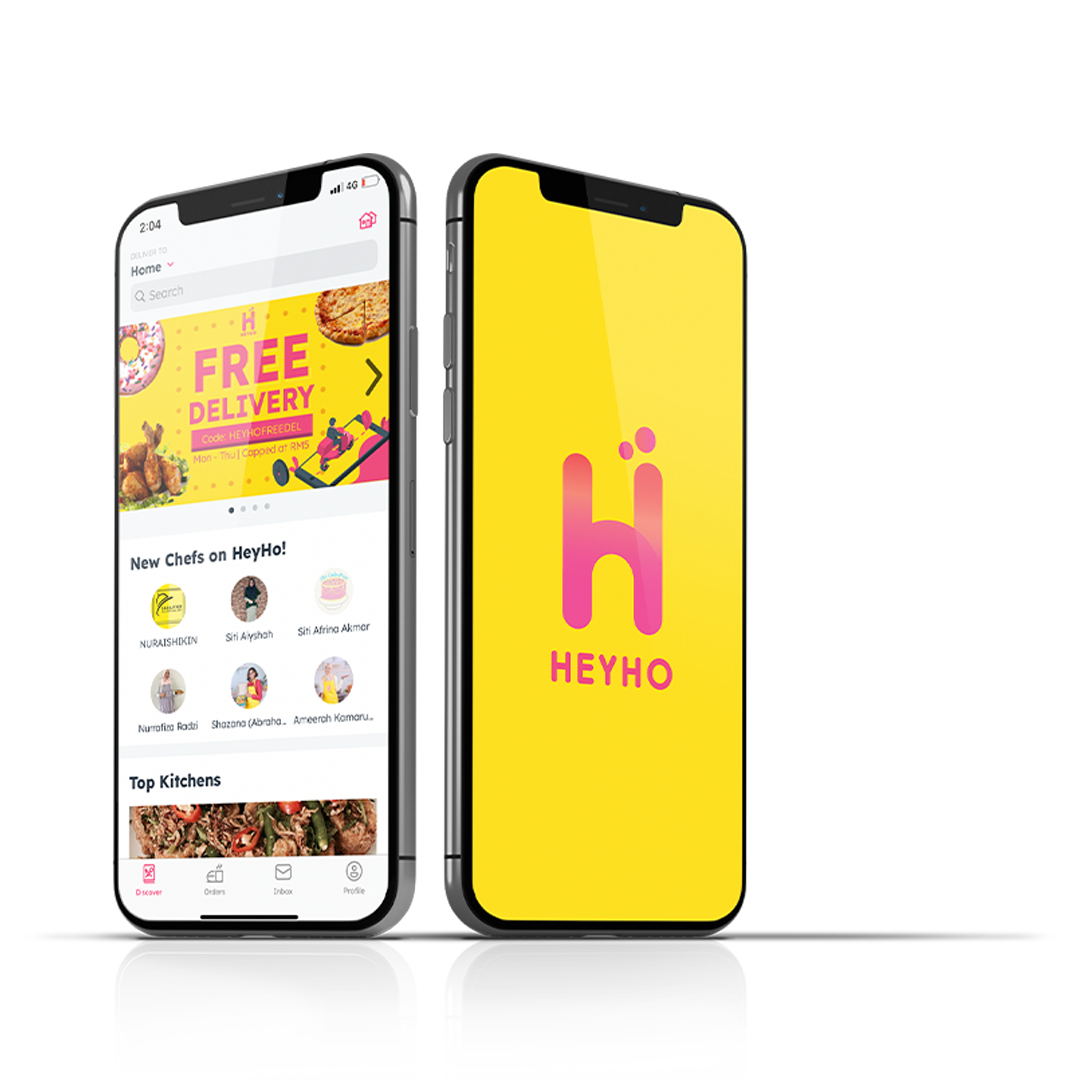 2:04
4G
DELIVER TO
Home
Search
HEYHO
FREE
DELIVERY
Code: HEYHOFREEDEL
Mon - Thu | Capped at RM5
New Chefs on HeyHo!
NURAISHIKIN
Siti Aiyshah
Siti Afrina Akmar
Nurrafiza Radzi
Shazana (Abraha...
Ameerah Kamaru...
Top Kitchens
Discover
Orders
Inbox
Profile
HEYHO